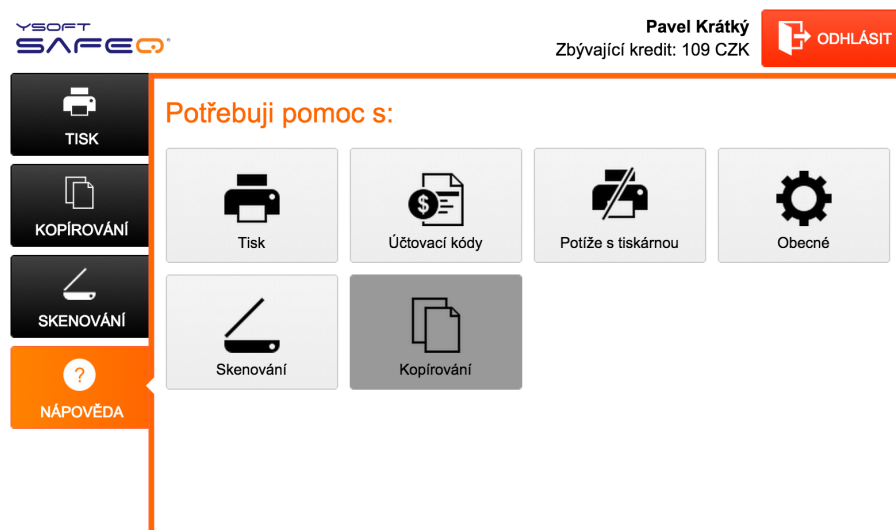 YSOFT
SAFEQ®
Pavel Krátký
Zbývající kredit: 109 CZK
ODHLÁSIT
TISK
KOPÍROVÁNÍ
SKENOVÁNÍ
?
NÁPOVĚDA
Potřebuji pomoc s:
Tisk
$
Účtovací kódy
Potíže s tiskárnou
Obecné
Skenování
Kopírování